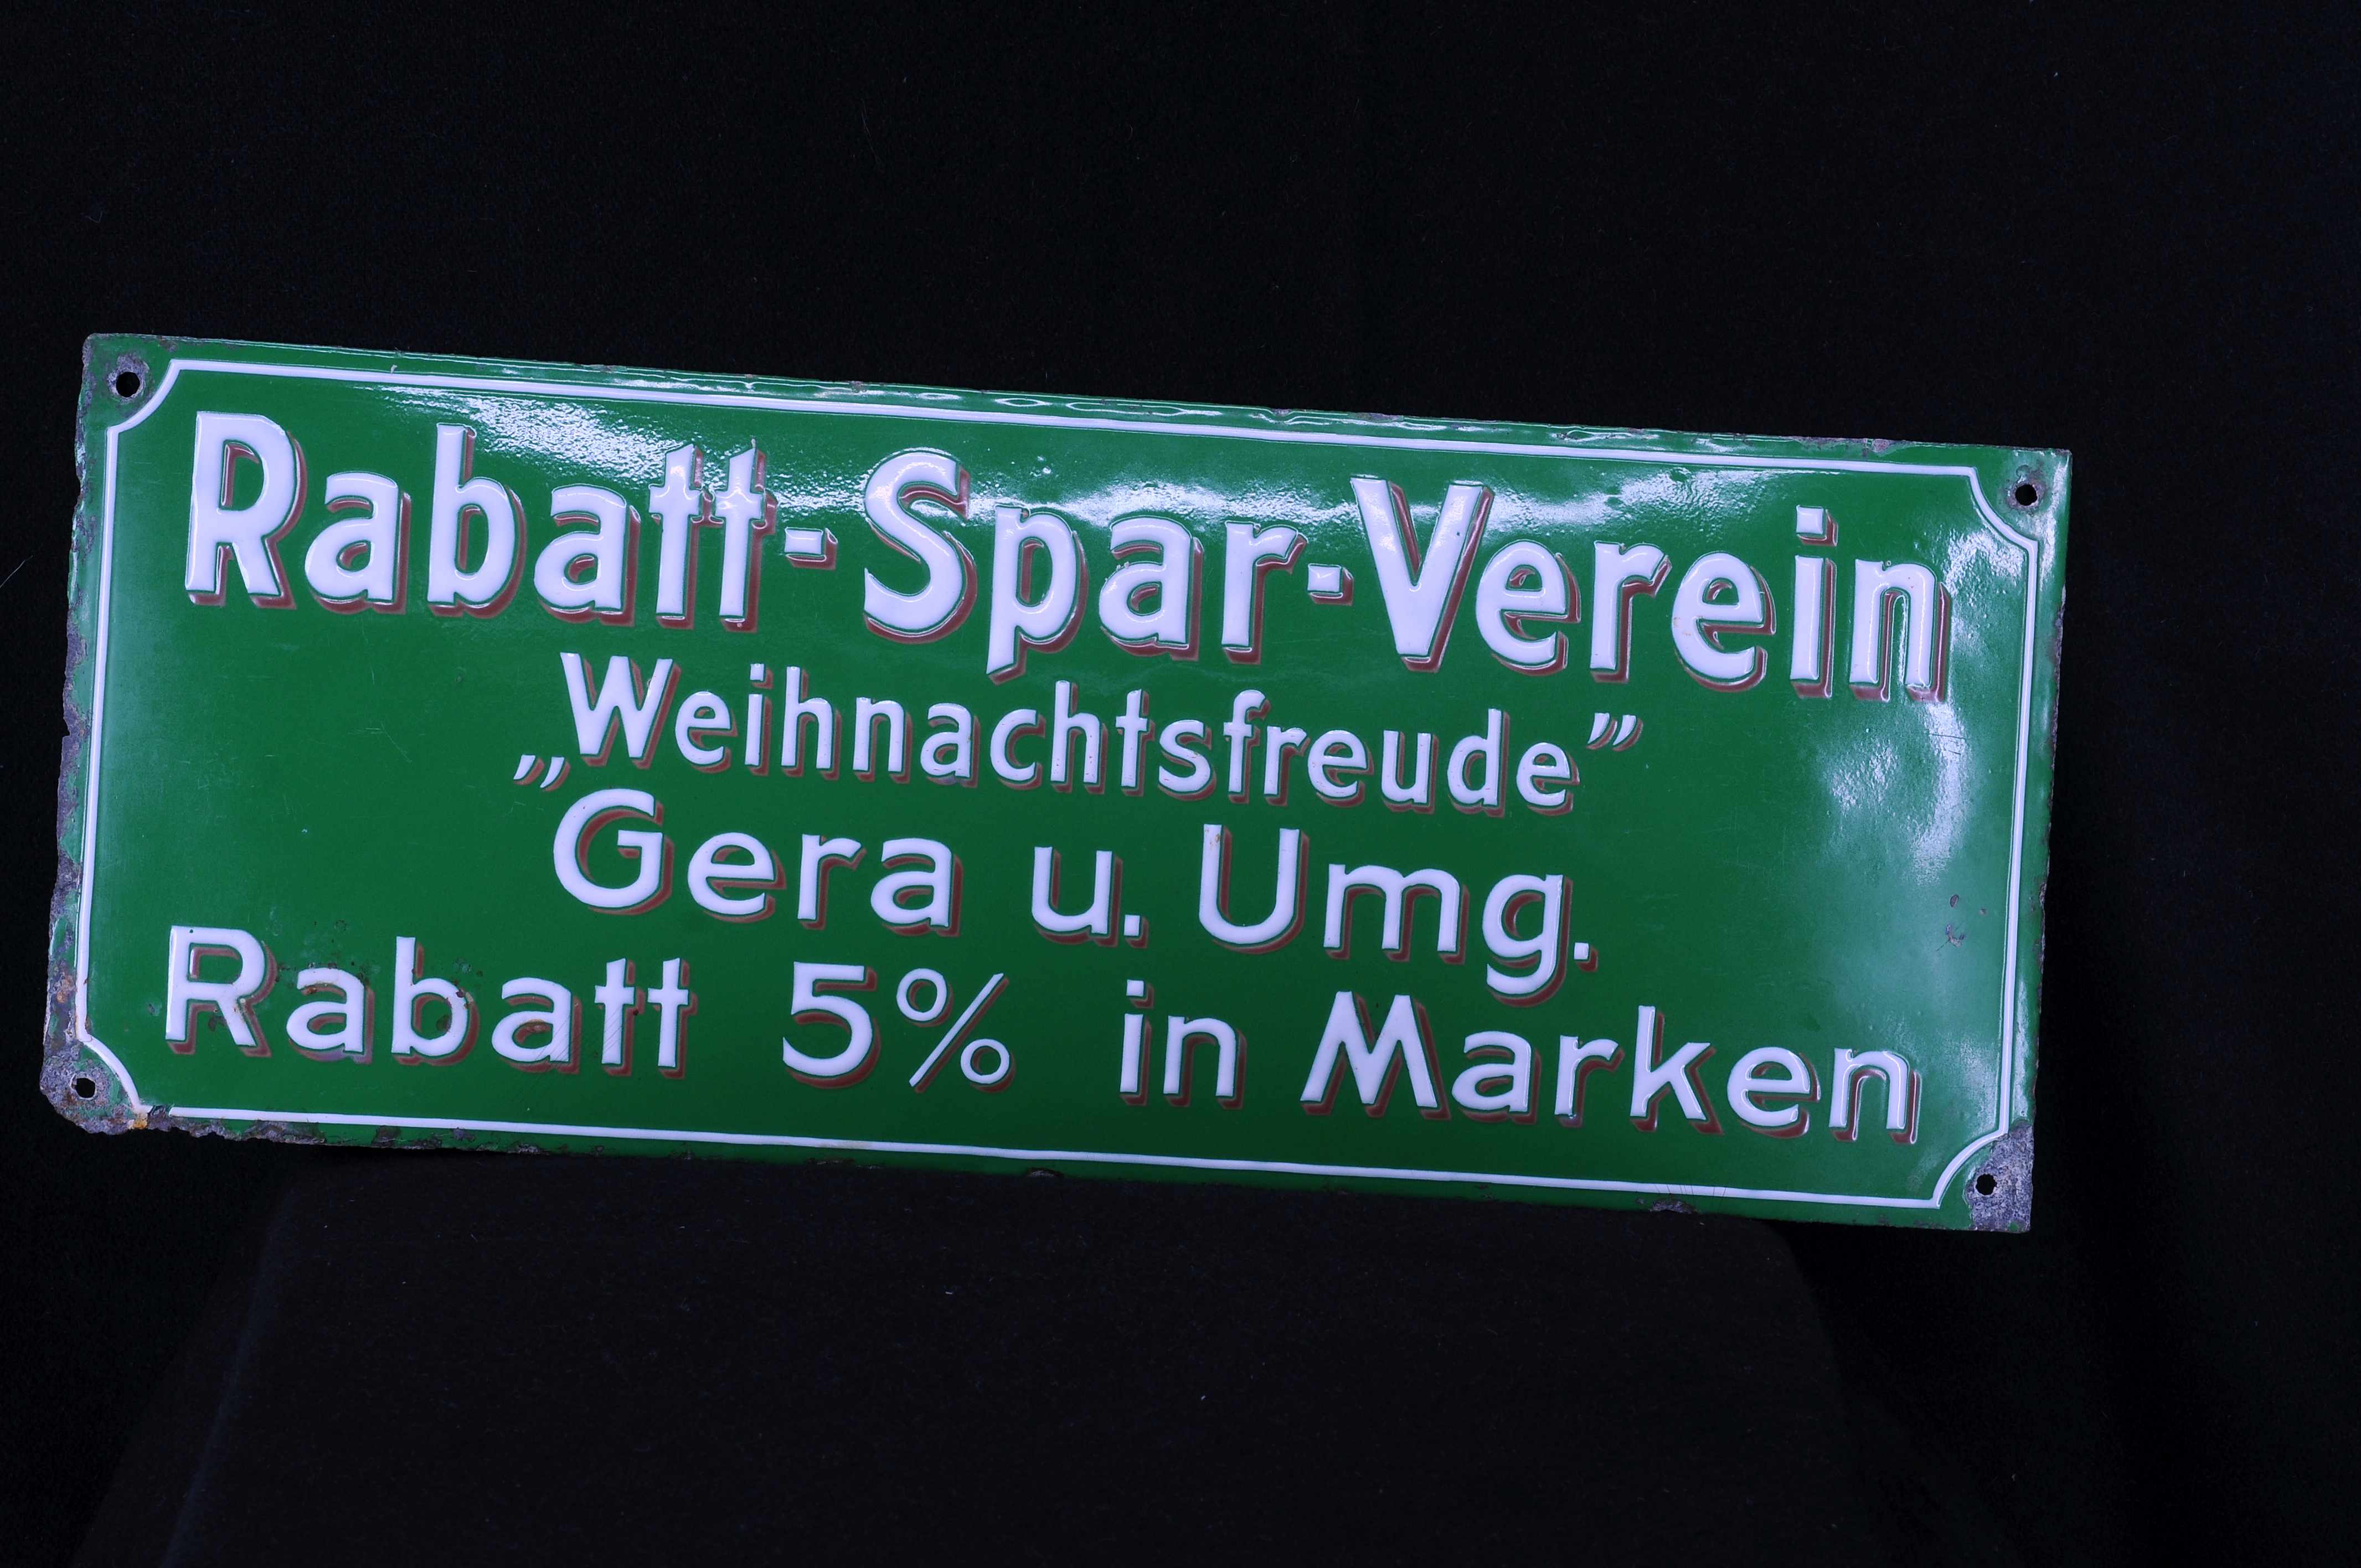 Rabatt-Spar-Verein
„Weihnachtsfreude”
Gera u. Umg.
Rabatt 5% in Marken